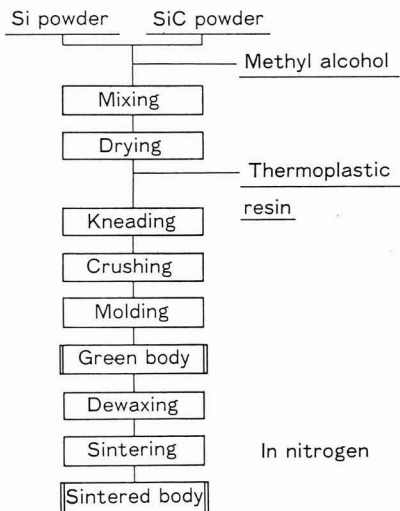 Si powder SiC powder
Methyl alcohol
Mixing
Drying
Thermoplastic
resin
Kneading
Crushing
Molding
Green body
Dewaxing
Sintering In nitrogen
Sintered body